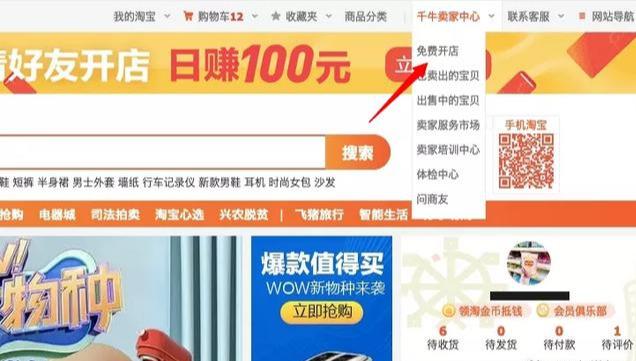 我的淘宝 购物车12 收藏夹 商品分类 千牛卖家中心 联系客服 网站导航
免费开店
出售中的宝贝
卖家服务市场
卖家培训中心
体检中心
问商友
好友开店 日赚100元 立
搜索
手机淘宝
短裤 半身裙 男士外套 墙纸 行车记录仪 新款男鞋 耳机 时尚女包 沙发
抢购 电器城 司法拍卖 淘宝心选 兴农脱贫 | 飞猪旅行 智能生活
物种
爆款值得买
WOW新物种来袭
立即抢购
领淘金币抵钱 会员俱乐部
6 0 0 1
待收货 待发货 待付款 待评价